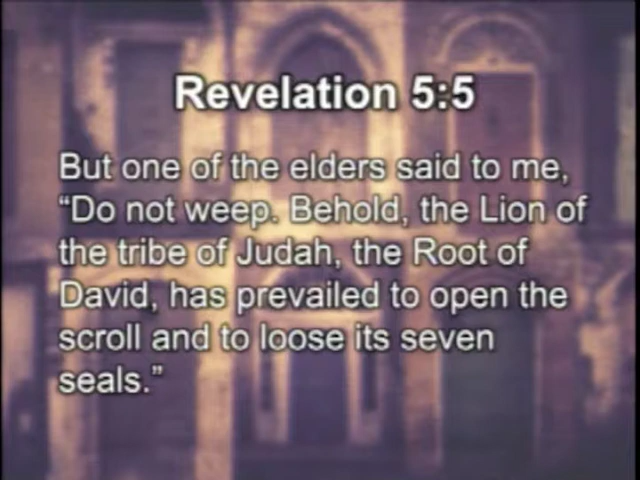 Revelation 5:5
But one of the elders said to me,
“Do not weep. Behold, the Lion of
the tribe of Judah, the Root of
David, has prevailed to open the
scroll and to loose its seven
seals.”